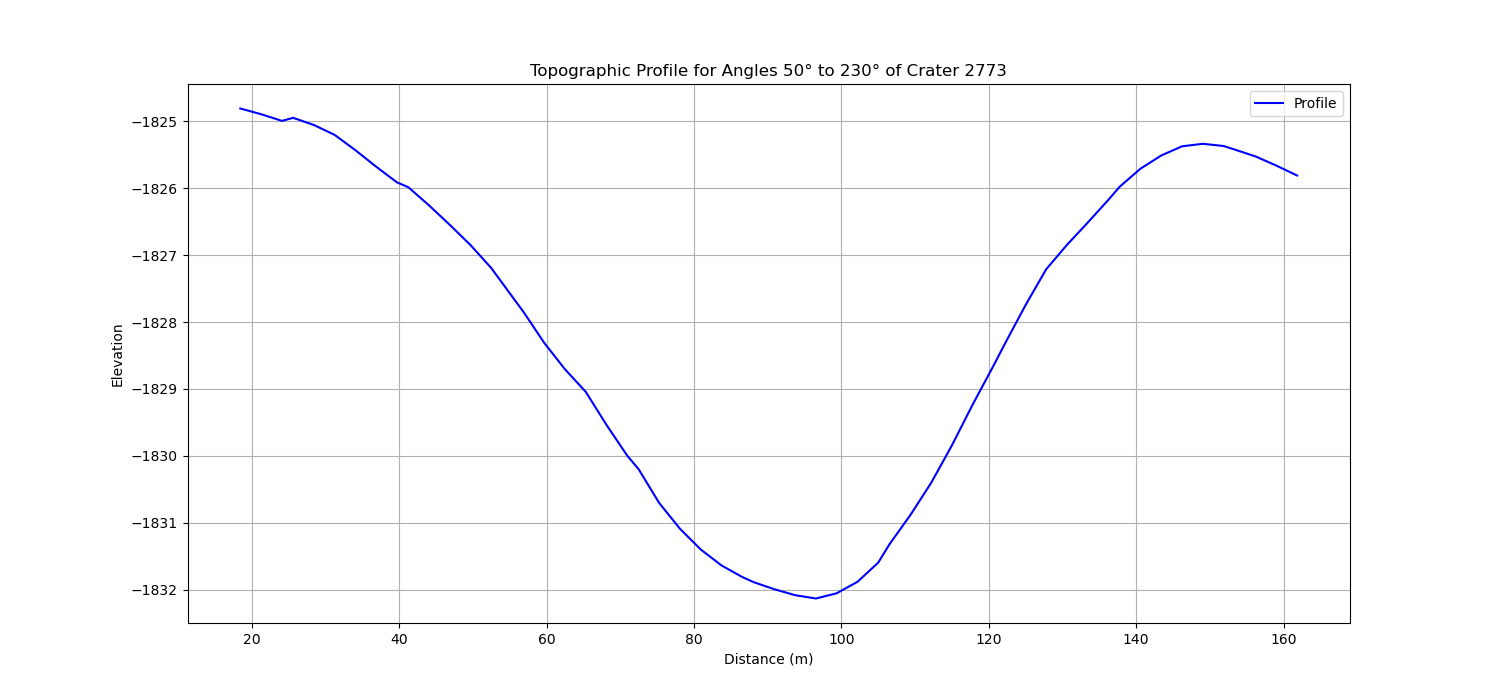 Topographic Profile for Angles 50° to 230° of Crater 2773
Profile
−1825
−1826
−1827
−1828
−1829
−1830
−1831
−1832
Elevation
20 40 60 80 100 120 140 160
Distance (m)